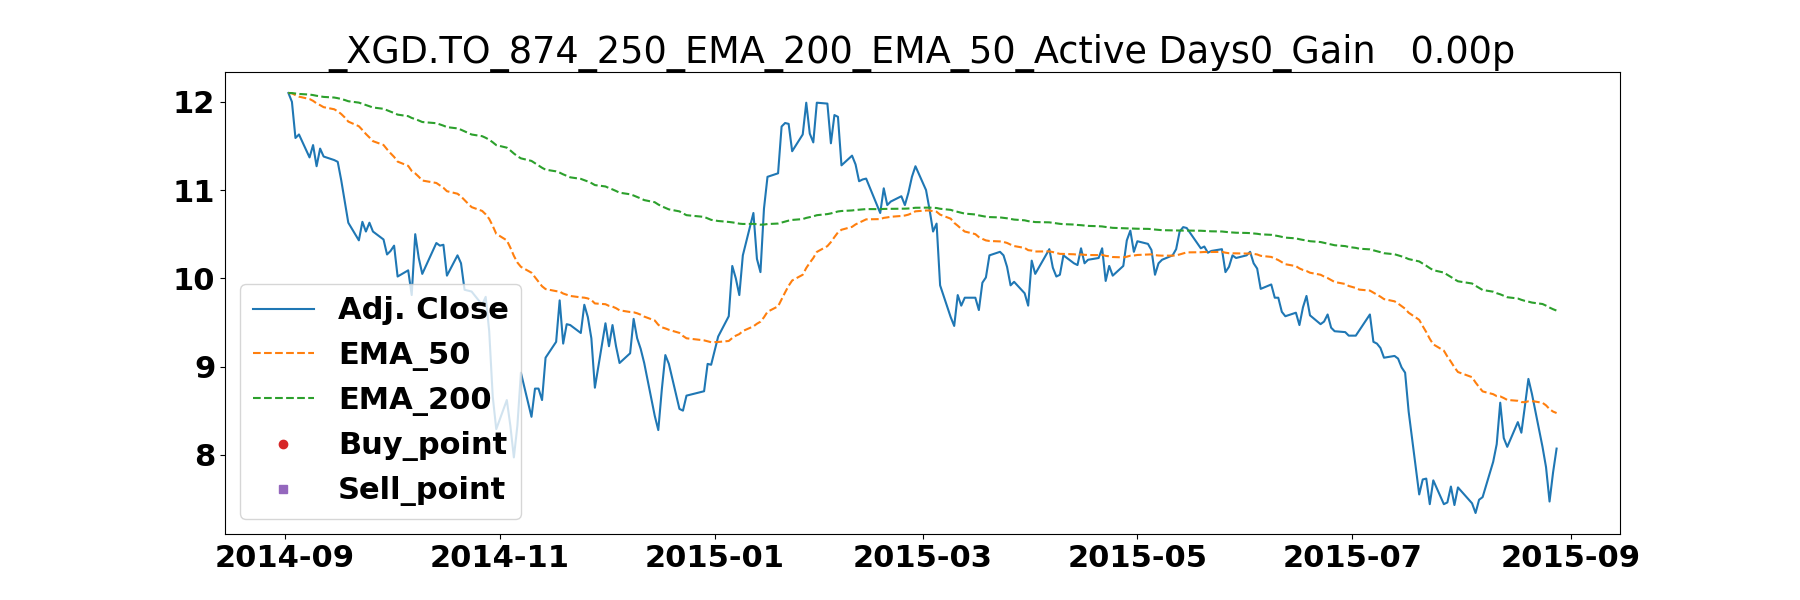 _XGD.TO_874_250_EMA_200_EMA_50_Active Days0_Gain   0.00p
12
11
10
9
8
Adj. Close
EMA_50
EMA_200
Buy_point
Sell_point
2014-09 2014-11 2015-01 2015-03 2015-05 2015-07 2015-09